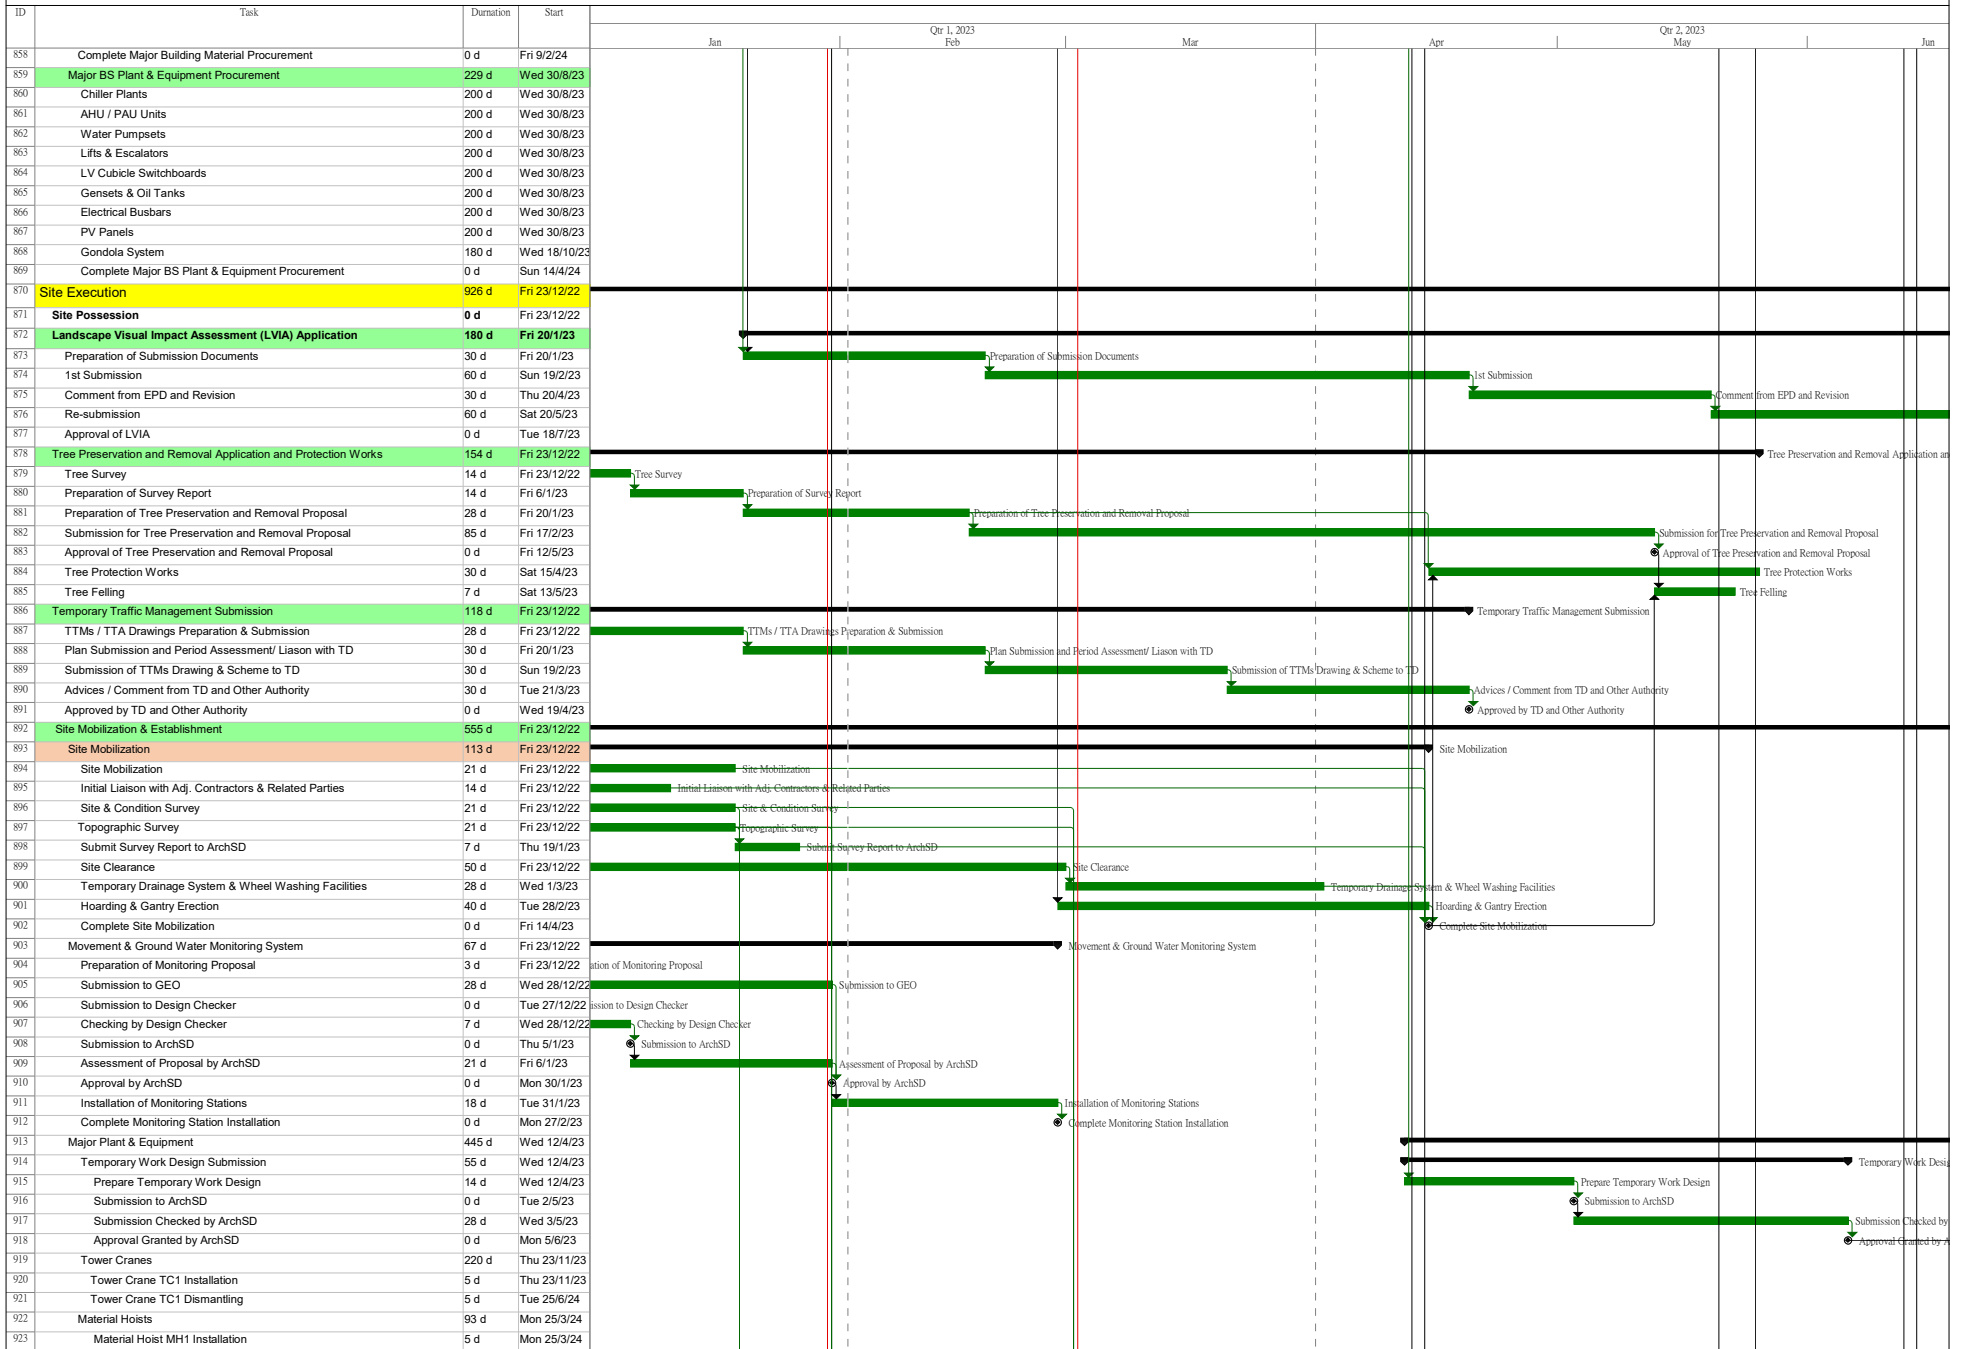 ID Task Durnation Start
Qtr 1, 2023 Qtr 2, 2023
Jan Feb Mar Apr May Jun
858 Complete Major Building Material Procurement 0 d Fri 9/2/24
859 Major BS Plant & Equipment Procurement 229 d Wed 30/8/23
860 Chiller Plants 200 d Wed 30/8/23
861 AHU / PAU Units 200 d Wed 30/8/23
862 Water Pumpsets 200 d Wed 30/8/23
863 Lifts & Escalators 200 d Wed 30/8/23
864 LV Cubicle Switchboards 200 d Wed 30/8/23
865 Gensets & Oil Tanks 200 d Wed 30/8/23
866 Electrical Busbars 200 d Wed 30/8/23
867 PV Panels 200 d Wed 30/8/23
868 Gondola System 180 d Wed 18/10/23
869 Complete Major BS Plant & Equipment Procurement 0 d Sun 14/4/24
870 Site Execution 926 d Fri 23/12/22
871 Site Possession 0 d Fri 23/12/22
872 Landscape Visual Impact Assessment (LVIA) Application 180 d Fri 20/1/23
873 Preparation of Submission Documents 30 d Fri 20/1/23 Preparation of Submission Documents
874 1st Submission 60 d Sun 19/2/23 1st Submission
875 Comment from EPD and Revision 30 d Thu 20/4/23 Comment from EPD and Revision
876 Re-submission 60 d Sat 20/5/23
877 Approval of LVIA 0 d Tue 18/7/23
878 Tree Preservation and Removal Application and Protection Works 154 d Fri 23/12/22 Tree Preservation and Removal Application an
879 Tree Survey 14 d Fri 23/12/22 Tree Survey
880 Preparation of Survey Report 14 d Fri 6/1/23 Preparation of Survey Report
881 Preparation of Tree Preservation and Removal Proposal 28 d Fri 20/1/23 Preparation of Tree Preservation and Removal Proposal
882 Submission for Tree Preservation and Removal Proposal 85 d Fri 17/2/23 Submission for Tree Preservation and Removal Proposal
883 Approval of Tree Preservation and Removal Proposal 0 d Fri 12/5/23 Approval of Tree Preservation and Removal Proposal
884 Tree Protection Works 30 d Sat 15/4/23 Tree Protection Works
885 Tree Felling 7 d Sat 13/5/23 Tree Felling
886 Temporary Traffic Management Submission 118 d Fri 23/12/22 Temporary Traffic Management Submission
887 TTMs / TTA Drawings Preparation & Submission 28 d Fri 23/12/22 TTMs / TTA Drawings Preparation & Submission
888 Plan Submission and Period Assessment/ Liason with TD 30 d Fri 20/1/23 Plan Submission and Period Assessment/ Liason with TD
889 Submission of TTMs Drawing & Scheme to TD 30 d Sun 19/2/23 Submission of TTMs Drawing & Scheme to TD
890 Advices / Comment from TD and Other Authority 30 d Tue 21/3/23 Advices / Comment from TD and Other Authority
891 Approved by TD and Other Authority 0 d Wed 19/4/23 Approved by TD and Other Authority
892 Site Mobilization & Establishment 555 d Fri 23/12/22
893 Site Mobilization 113 d Fri 23/12/22 Site Mobilization
894 Site Mobilization 21 d Fri 23/12/22 Site Mobilization
895 Initial Liaison with Adj. Contractors & Related Parties 14 d Fri 23/12/22 Initial Liaison with Adj. Contractors & Related Parties
896 Site & Condition Survey 21 d Fri 23/12/22 Site & Condition Survey
897 Topographic Survey 21 d Fri 23/12/22 Topographic Survey
898 Submit Survey Report to ArchSD 7 d Thu 19/1/23 Submit Survey Report to ArchSD
899 Site Clearance 50 d Fri 23/12/22 Site Clearance
900 Temporary Drainage System & Wheel Washing Facilities 28 d Wed 1/3/23 Temporary Drainage System & Wheel Washing Facilities
901 Hoarding & Gantry Erection 40 d Tue 28/2/23 Hoarding & Gantry Erection
902 Complete Site Mobilization 0 d Fri 14/4/23 Complete Site Mobilization
903 Movement & Ground Water Monitoring System 67 d Fri 23/12/22 Movement & Ground Water Monitoring System
904 Preparation of Monitoring Proposal 3 d Fri 23/12/22 ation of Monitoring Proposal
905 Submission to GEO 28 d Wed 28/12/22 Submission to GEO
906 Submission to Design Checker 0 d Tue 27/12/22 ission to Design Checker
907 Checking by Design Checker 7 d Wed 28/12/22 Checking by Design Checker
908 Submission to ArchSD 0 d Thu 5/1/23 Submission to ArchSD
909 Assessment of Proposal by ArchSD 21 d Fri 6/1/23 Assessment of Proposal by ArchSD
910 Approval by ArchSD 0 d Mon 30/1/23 Approval by ArchSD
911 Installation of Monitoring Stations 18 d Tue 31/1/23 Installation of Monitoring Stations
912 Complete Monitoring Station Installation 0 d Mon 27/2/23 Complete Monitoring Station Installation
913 Major Plant & Equipment 445 d Wed 12/4/23
914 Temporary Work Design Submission 55 d Wed 12/4/23 Temporary Work Desig
915 Prepare Temporary Work Design 14 d Wed 12/4/23 Prepare Temporary Work Design
916 Submission to ArchSD 0 d Tue 2/5/23 Submission to ArchSD
917 Submission Checked by ArchSD 28 d Wed 3/5/23 Submission Checked by
918 Approval Granted by ArchSD 0 d Mon 5/6/23 Approval Granted by A
919 Tower Cranes 220 d Thu 23/11/23
920 Tower Crane TC1 Installation 5 d Thu 23/11/23
921 Tower Crane TC1 Dismantling 5 d Tue 25/6/24
922 Material Hoists 93 d Mon 25/3/24
923 Material Hoist MH1 Installation 5 d Mon 25/3/24